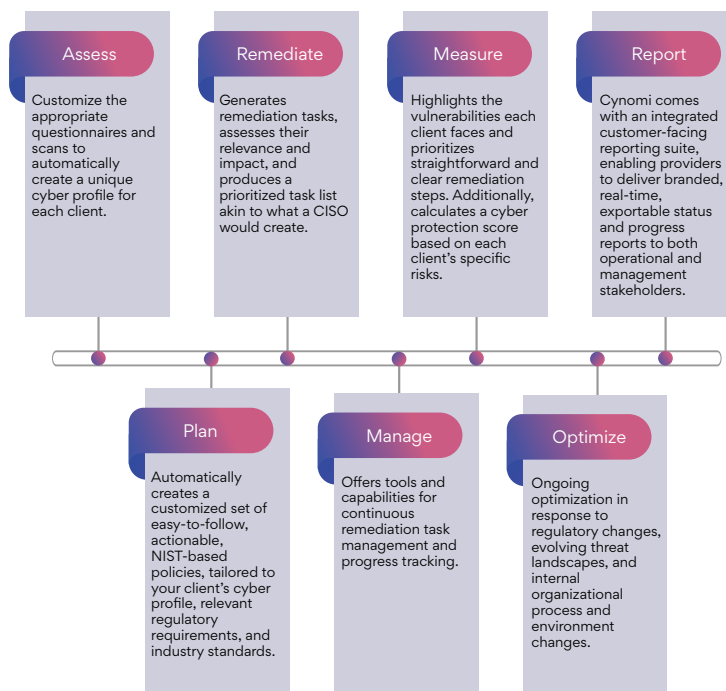 Assess
Customize the
appropriate
questionnaires and
scans to
automatically
create a unique
cyber profile for
each client.
Remediate
Generates
remediation tasks,
assesses their
relevance and
impact, and
produces a
prioritized task list
akin to what a CISO
would create.
Measure
Highlights the
vulnerabilities each
client faces and
prioritizes
straightforward and
clear remediation
steps. Additionally,
calculates a cyber
protection score
based on each
client’s specific
risks.
Report
Cynomi comes
with an integrated
customer-facing
reporting suite,
enabling providers
to deliver branded,
real-time,
exportable status
and progress
reports to both
operational and
management
stakeholders.
Plan
Automatically
creates a
customized set of
easy-to-follow,
actionable,
NIST-based
policies, tailored to
your client’s cyber
profile, relevant
regulatory
requirements, and
industry standards.
Manage
Offers tools and
capabilities for
continuous
remediation task
management and
progress tracking.
Optimize
Ongoing
optimization in
response to
regulatory changes,
evolving threat
landscapes, and
internal
organizational
process and
environment
changes.